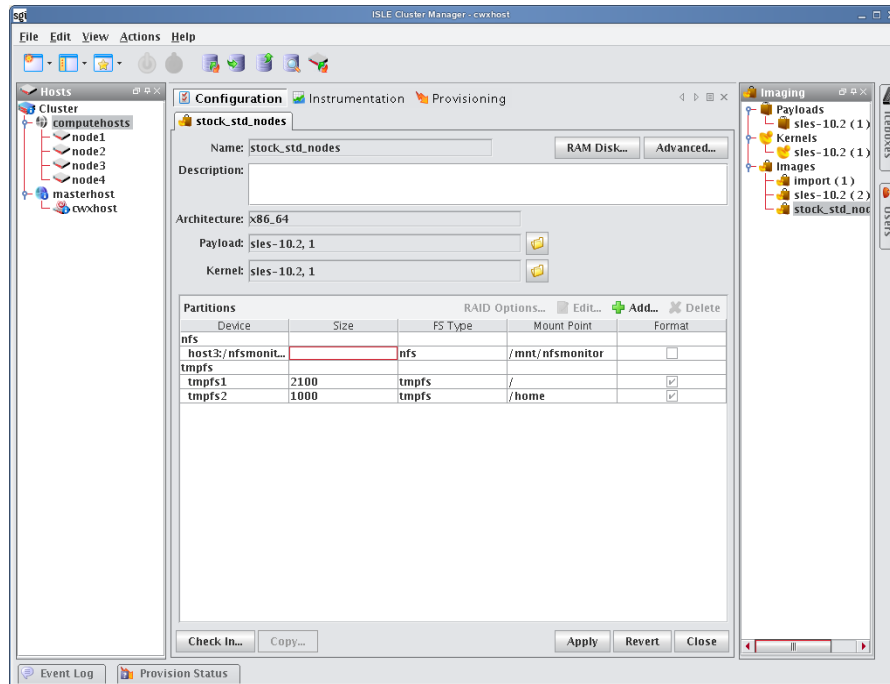 sgi
ISLE Cluster Manager - cwxhost
File Edit View Actions Help
Hosts
Cluster
computehosts
node1
node2
node3
node4
masterhost
cwxhost
Configuration Instrumentation Provisioning
stock_std_nodes
Name: stock_std_nodes RAM Disk... Advanced...
Description:
Architecture: x86_64
Payload: sles-10.2, 1
Kernel: sles-10.2, 1
Partitions RAID Options... Edit... Add... Delete
Device Size FS Type Mount Point Format
nfs
host3:/nfsmonit... nfs /mnt/nfsmonitor
tmpfs
tmpfs1 2100 tmpfs /
tmpfs2 1000 tmpfs /home
Check In... Copy... Apply Revert Close
Imaging
Payloads
sles-10.2 (1)
Kernels
sles-10.2 (1)
Images
import (1)
sles-10.2 (2)
stock_std_nod
Iceboxes
Users
Event Log Provision Status